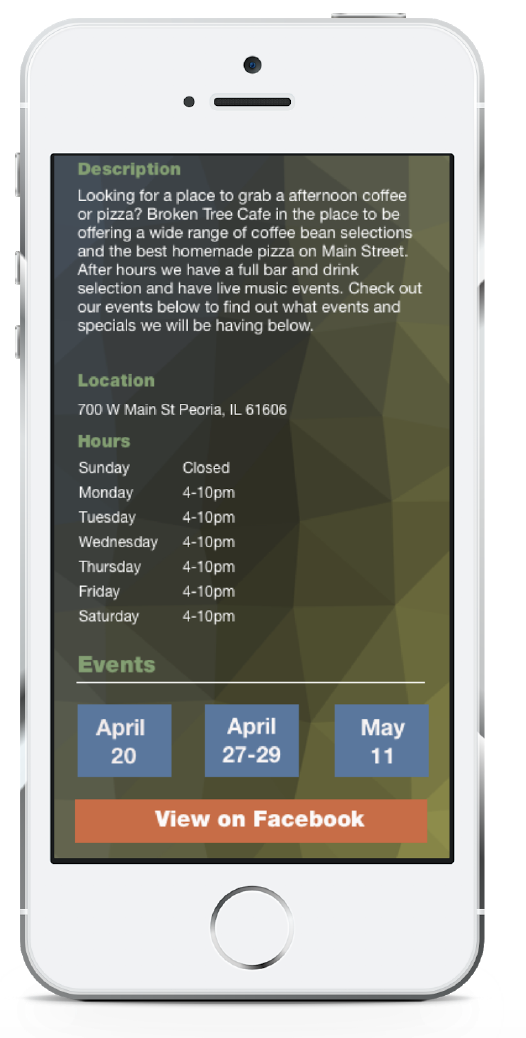 Description
Looking for a place to grab a afternoon coffee
or pizza? Broken Tree Cafe in the place to be
offering a wide range of coffee bean selections
and the best homemade pizza on Main Street.
After hours we have a full bar and drink
selection and have live music events. Check out
our events below to find out what events and
specials we will be having below.
Location
700 W Main St Peoria, IL 61606
Hours
Sunday Closed
Monday 4-10pm
Tuesday 4-10pm
Wednesday 4-10pm
Thursday 4-10pm
Friday 4-10pm
Saturday 4-10pm
Events
April
20
April
27-29
May
11
View on Facebook